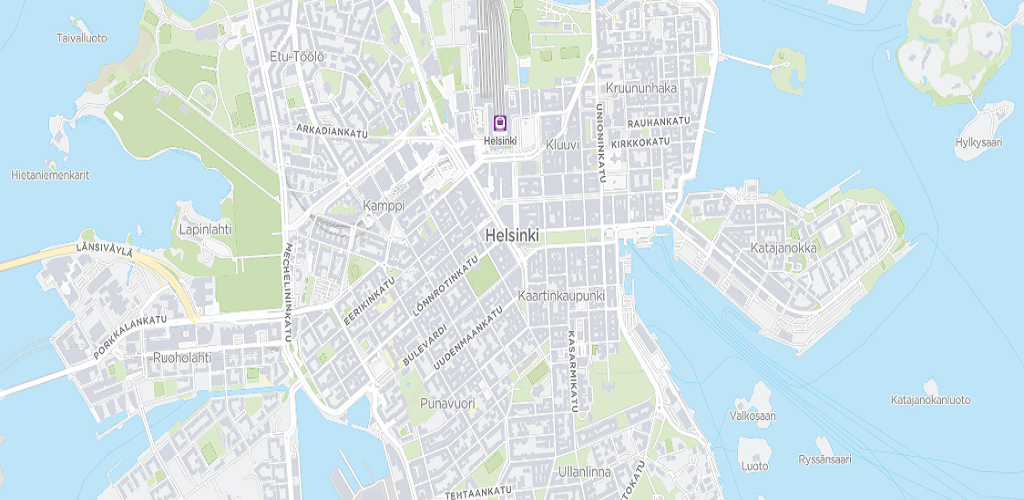 Taivalluoto
Etu-Töölö
Kruununhaka
ARKADIANKATU
Helsinki
Kluuvi
UNIONINKATU
RAUHANKATU
KIRKKOKATU
Hylkysaari
Hietaniemenkarit
Kamppi
Lapinlahti
LÄNSIVÄYLÄ
MECHELININKATU
Helsinki
Katajanokka
EERIKINKATU
LÖNNROTINKATU
Kaartinkaupunki
PORKKALANKATU
Ruoholahti
BULEVARDI
UUDENMAANKATU
KASARMIKATU
Punavuori
Valkosaari
Katajanokanluoto
Luoto
Ryssänsaari
Ullanlinna
TEHTAANKATU